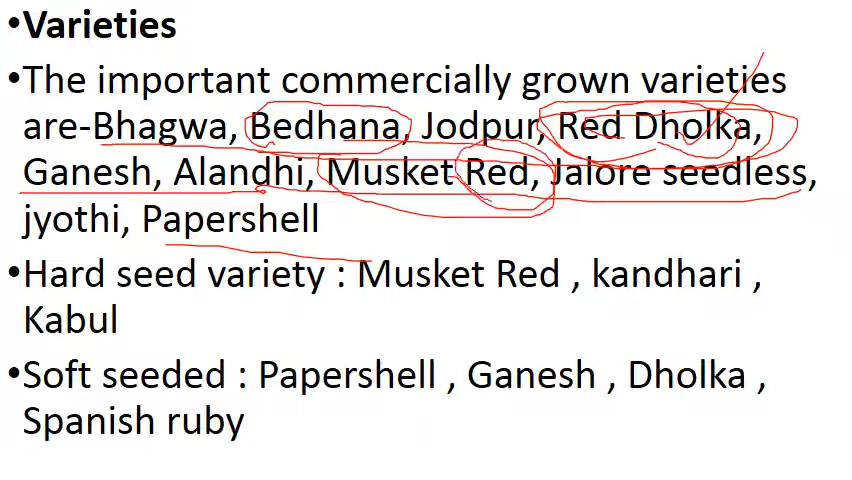 •Varieties
•The important commercially grown varieties
are-Bhagwa, Bedhana, Jodpur, Red Dholka,
Ganesh, Alandhi, Musket Red, Jalore seedless,
jyothi, Papershell
•Hard seed variety : Musket Red , kandhari ,
Kabul
•Soft seeded : Papershell , Ganesh , Dholka ,
Spanish ruby